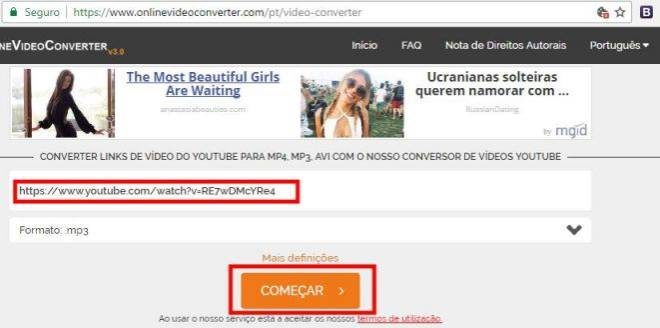 Seguro https://www.onlinevideoconverter.com/pt/video-converter
NEVIDEOCONVERTER v3.0 Início FAQ Nota de Direitos Autorais Português
The Most Beautiful Girls
Are Waiting
anastasiabeauties.com
Ucranianas solteiras
querem namorar com ...
RussianDating
by mgid
CONVERTER LINKS DE VÍDEO DO YOUTUBE PARA MP4, MP3, AVI COM O NOSSO CONVERSOR DE VÍDEOS YOUTUBE
https://www.youtube.com/watch?v=RE7wDMcYRe4
Formato: .mp3
Mais definições
COMEÇAR >
Ao usar o nosso serviço está a aceitar os nossos termos de utilização.